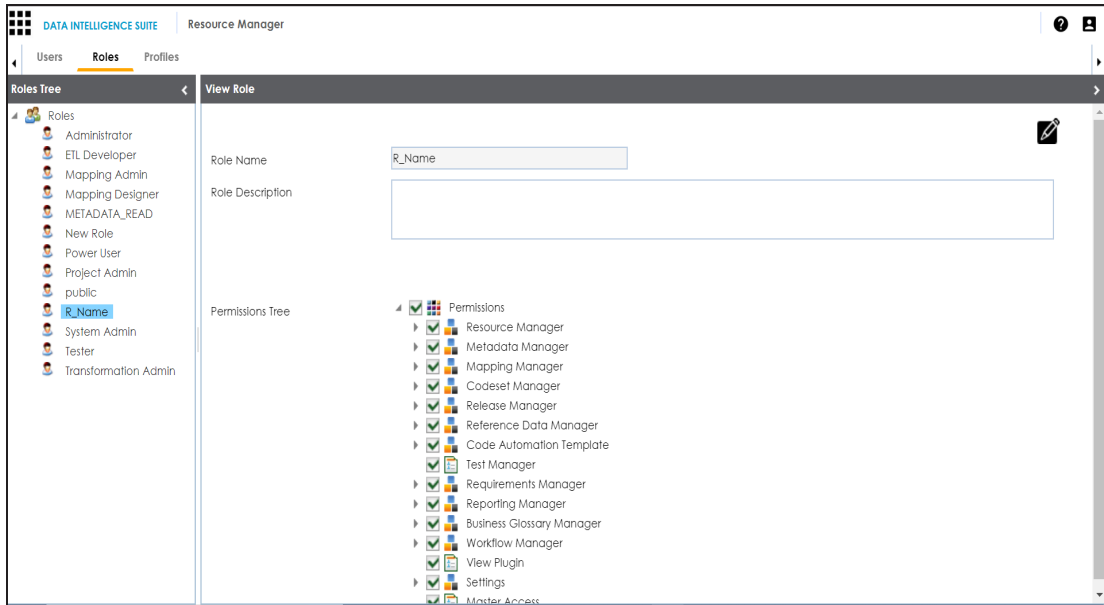 DATA INTELLIGENCE SUITE Resource Manager
Users Roles Profiles
Roles Tree
View Role
Roles
Administrator
ETL Developer
Mapping Admin
Mapping Designer
METADATA_READ
New Role
Power User
Project Admin
public
R_Name
System Admin
Tester
Transformation Admin
Role Name R_Name
Role Description
Permissions Tree
Permissions
Resource Manager
Metadata Manager
Mapping Manager
Codeset Manager
Release Manager
Reference Data Manager
Code Automation Template
Test Manager
Requirements Manager
Reporting Manager
Business Glossary Manager
Workflow Manager
View Plugin
Settings
Master Access